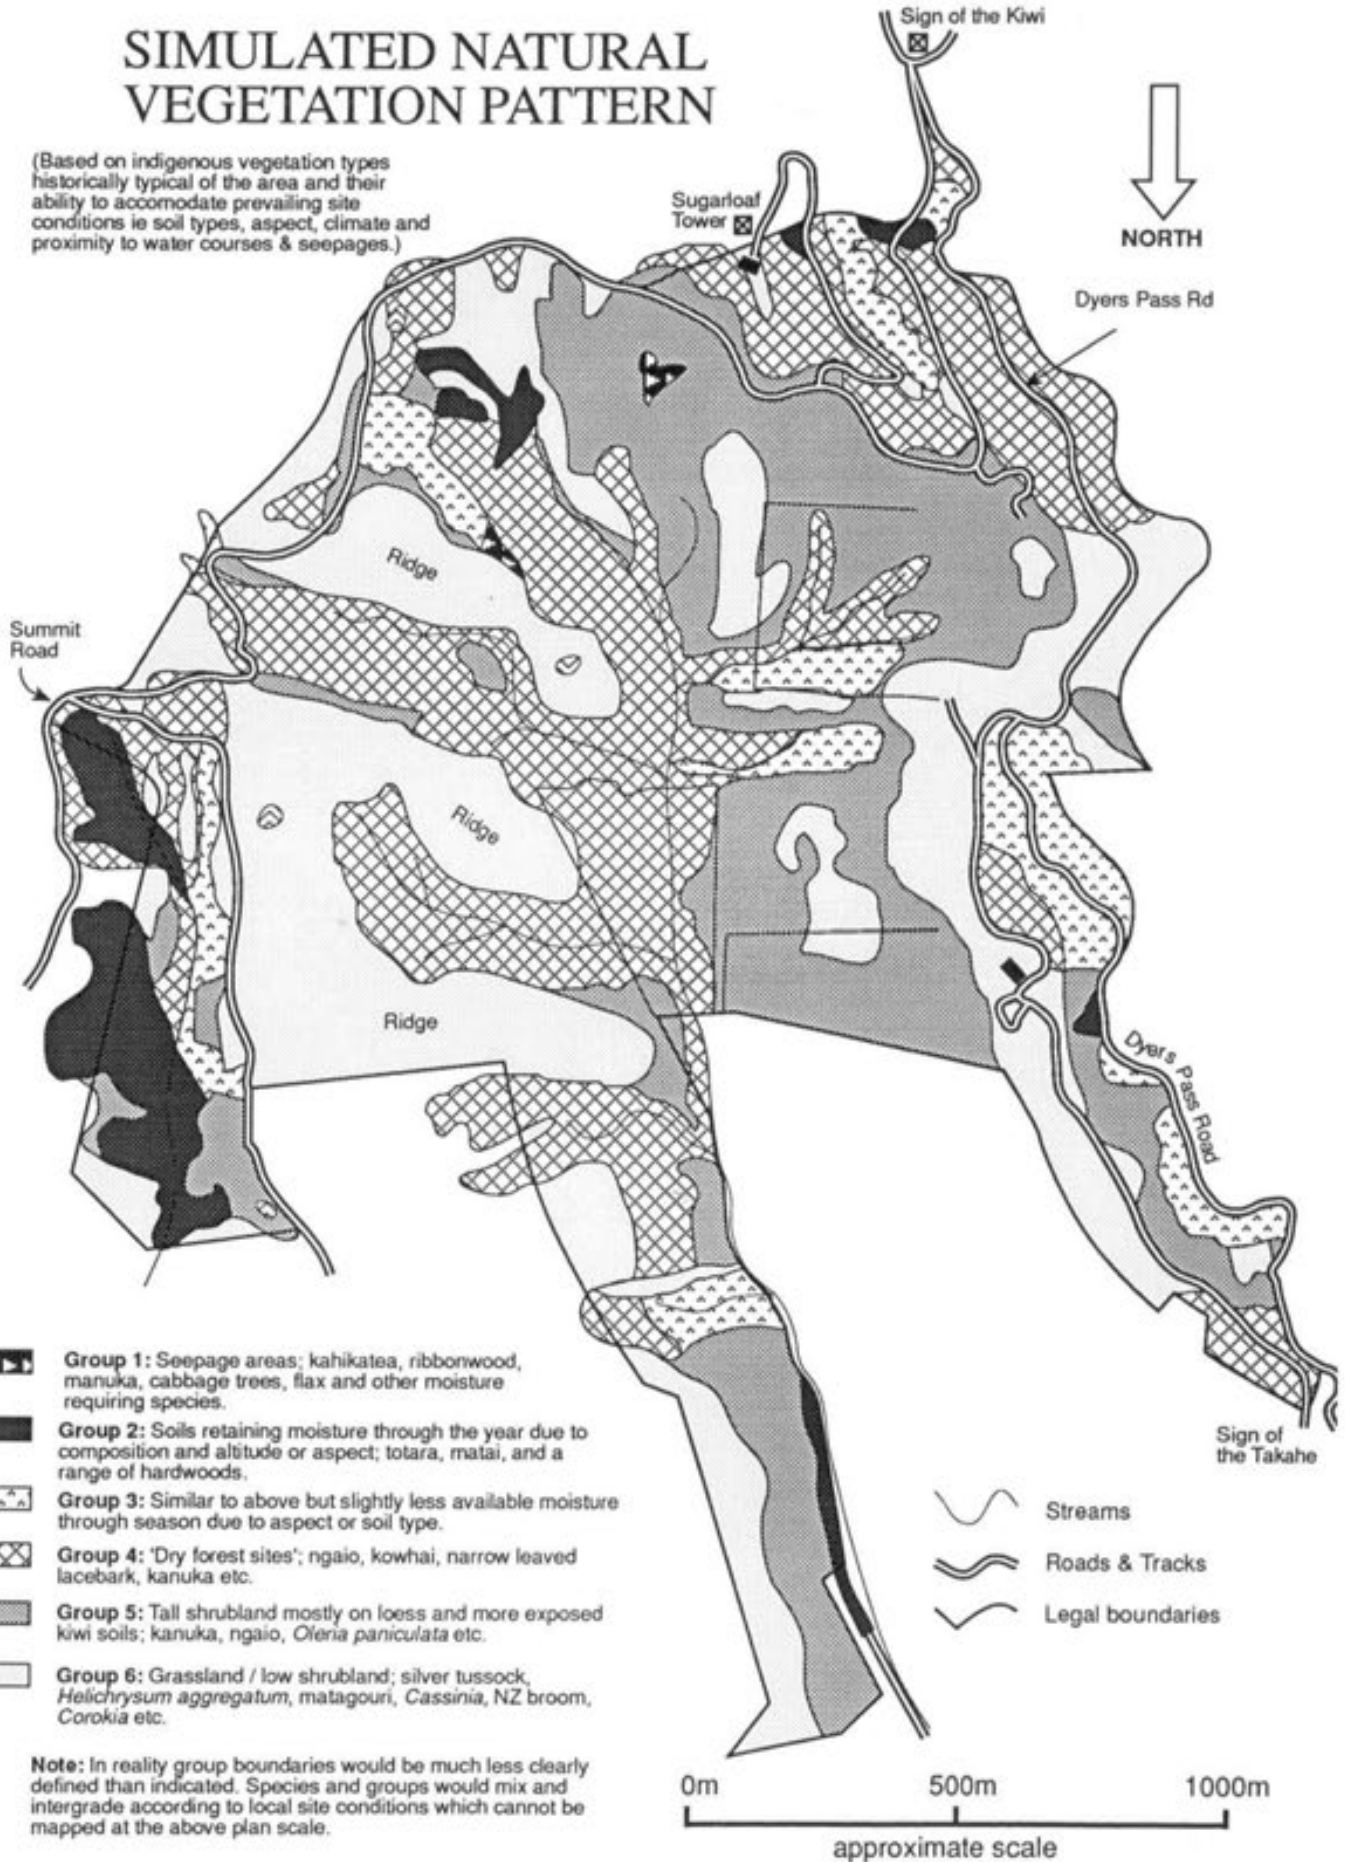 Sign of the Kiwi
SIMULATED NATURAL
VEGETATION PATTERN
(Based on indigenous vegetation types
historically typical of the area and their
ability to accomodate prevailing site
conditions ie soil types, aspect, climate and
proximity to water courses & seepages.)
Sugarloaf
Tower
NORTH
Dyers Pass Rd
Ridge
Summit
Road
Ridge
Ridge
Dyers Pass Road
Group 1: Seepage areas; kahikatea, ribbonwood,
manuka, cabbage trees, flax and other moisture
requiring species.
Group 2: Soils retaining moisture through the year due to
composition and altitude or aspect; totara, matai, and a
range of hardwoods.
Group 3: Similar to above but slightly less available moisture
through season due to aspect or soil type.
Group 4: 'Dry forest sites'; ngaio, kowhai, narrow leaved
lacebark, kanuka etc.
Group 5: Tall shrubland mostly on loess and more exposed
kiwi soils; kanuka, ngaio, Oleria paniculata etc.
Group 6: Grassland / low shrubland; silver tussock,
Helichrysum aggregatum, matagouri, Cassinia, NZ broom,
Corokia etc.
Note: In reality group boundaries would be much less clearly
defined than indicated. Species and groups would mix and
intergrade according to local site conditions which cannot be
mapped at the above plan scale.
Sign of
the Takahe
Streams
Roads & Tracks
Legal boundaries
0m 500m 1000m
approximate scale